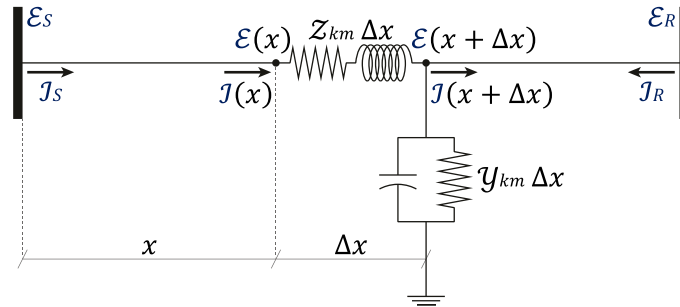 ℰS ℰ(x) 𝒵km Δx ℰ(x + Δx) ℰR
ℐS ℐ(x) ℐ(x + Δx) ℐR
𝒴km Δx
x Δx